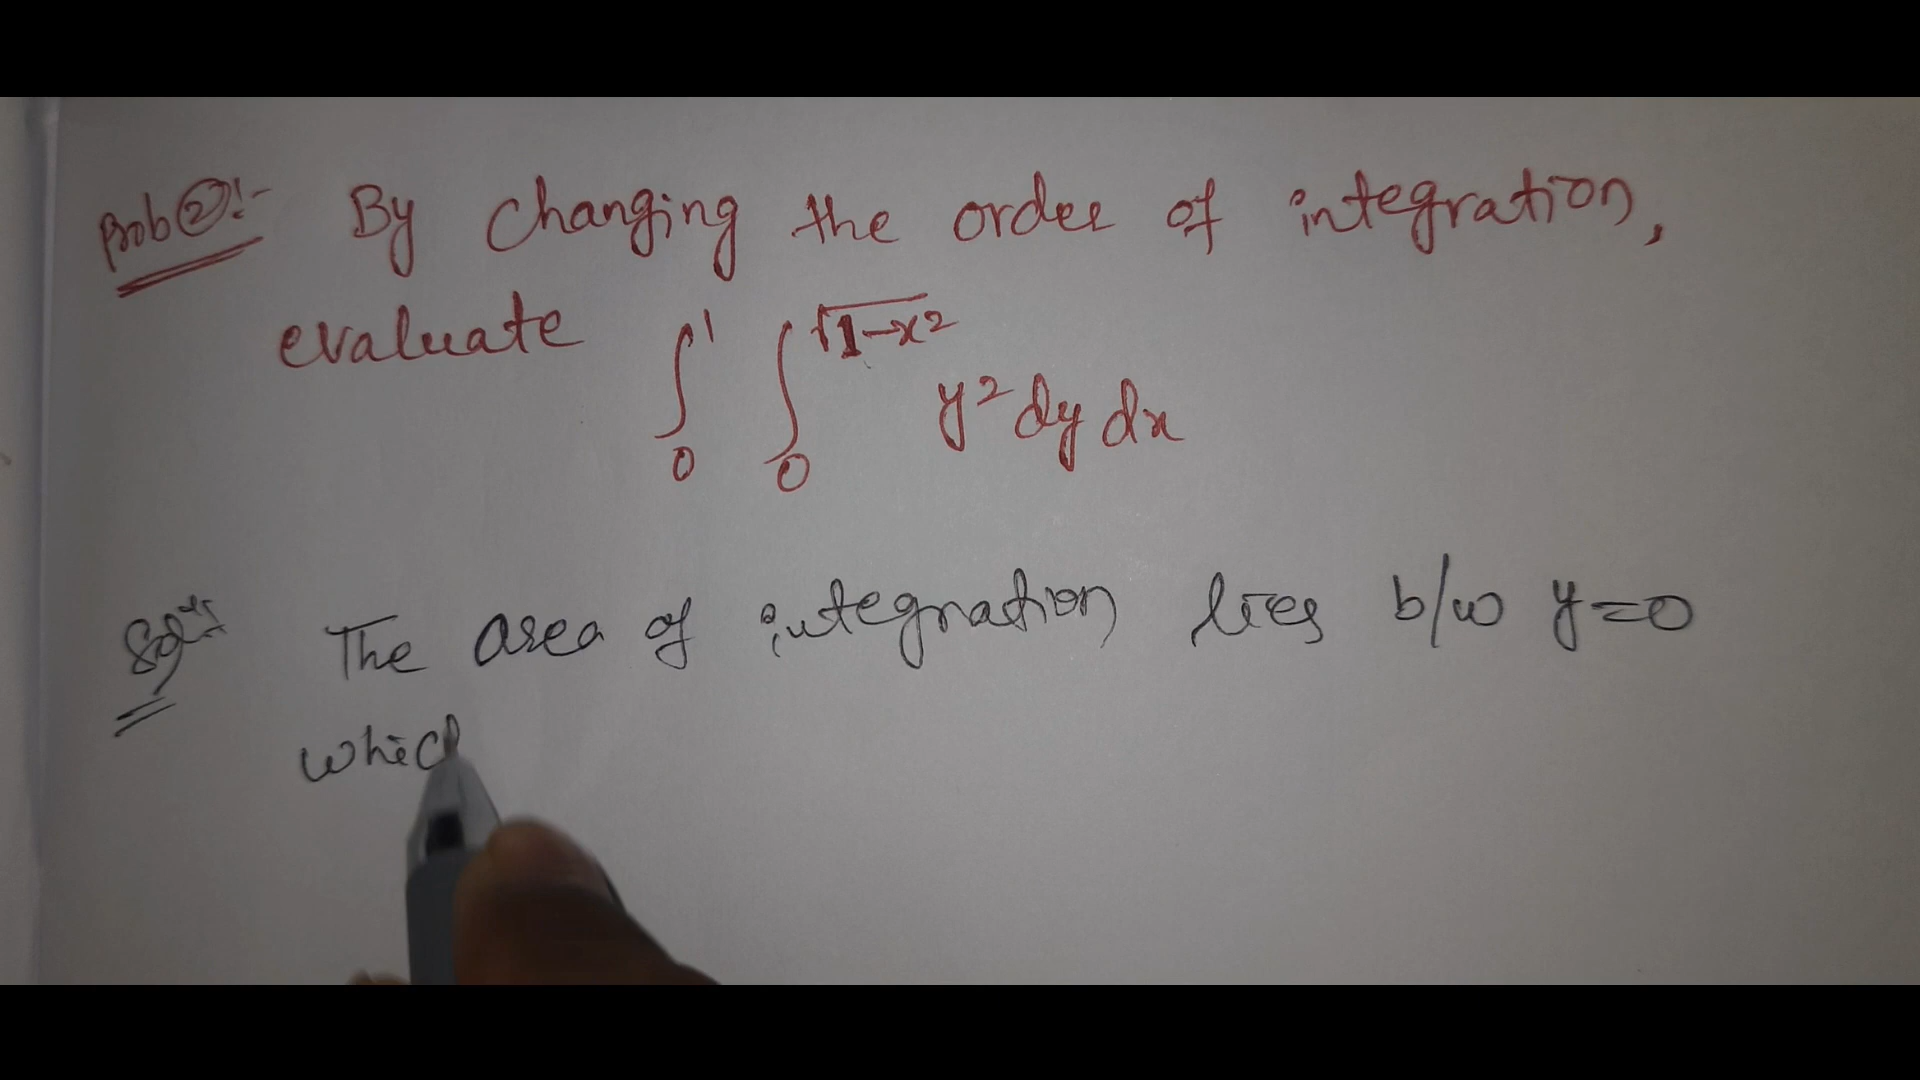 Prob②:- By changing the order of integration,
evaluate ∫₀¹ ∫₀^√(1-x²) y² dy dx
Solⁿ:- The area of integration lies b/w y=0
which